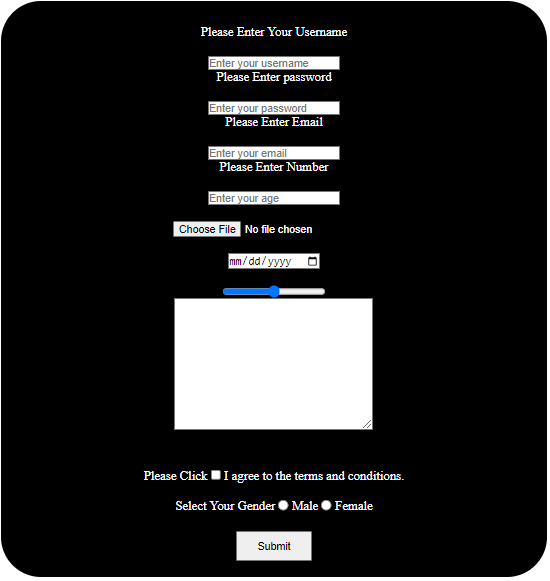 Please Enter Your Username
Enter your username
Please Enter password
Enter your password
Please Enter Email
Enter your email
Please Enter Number
Enter your age
Choose File No file chosen
mm/dd/yyyy
Please Click I agree to the terms and conditions.
Select Your Gender Male Female
Submit